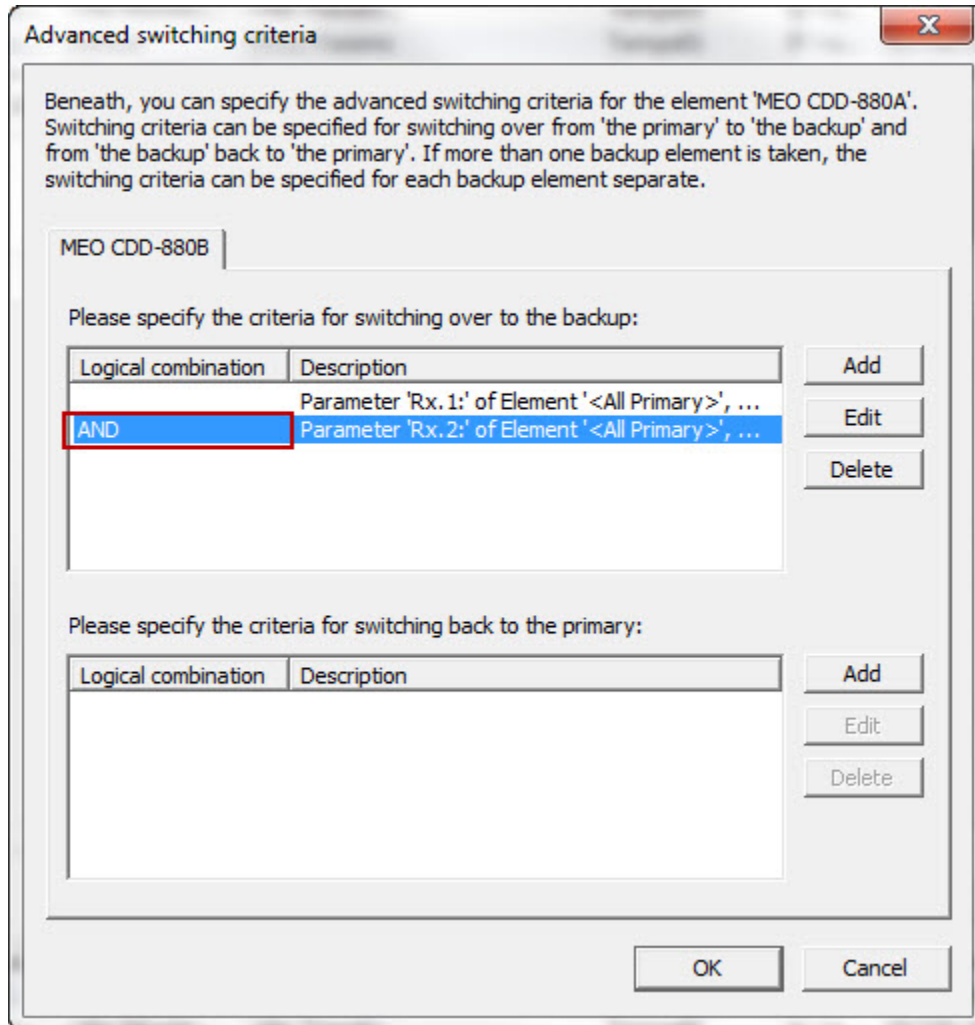 Advanced switching criteria
Beneath, you can specify the advanced switching criteria for the element 'MEO CDD-880A'.
Switching criteria can be specified for switching over from 'the primary' to 'the backup' and
from 'the backup' back to 'the primary'. If more than one backup element is taken, the
switching criteria can be specified for each backup element separate.
MEO CDD-880B
Please specify the criteria for switching over to the backup:
Logical combination Description Add
Parameter 'Rx.1:' of Element '<All Primary>', ...
AND Parameter 'Rx.2:' of Element '<All Primary>', ... Edit
Delete
Please specify the criteria for switching back to the primary:
Logical combination Description Add
Edit
Delete
OK Cancel